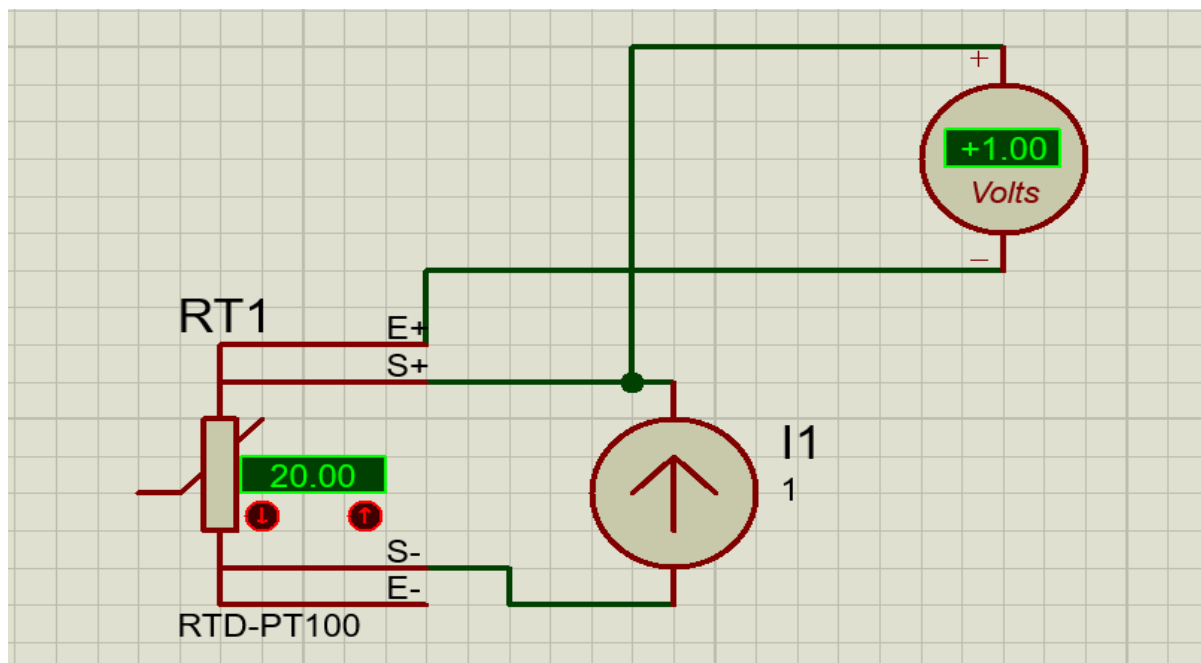 +
+1.00
Volts
−
RT1
E+
S+
I1
1
20.00
S-
E-
RTD-PT100